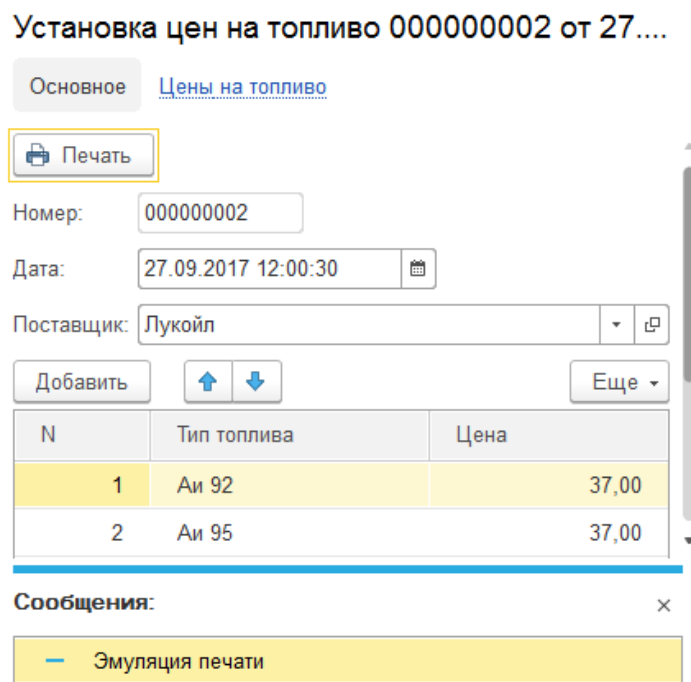 Установка цен на топливо 000000002 от 27....
Основное Цены на топливо
Печать
Номер: 000000002
Дата: 27.09.2017 12:00:30
Поставщик: Лукойл
Добавить Еще
N Тип топлива Цена
1 Аи 92 37,00
2 Аи 95 37,00
Сообщения:
Эмуляция печати